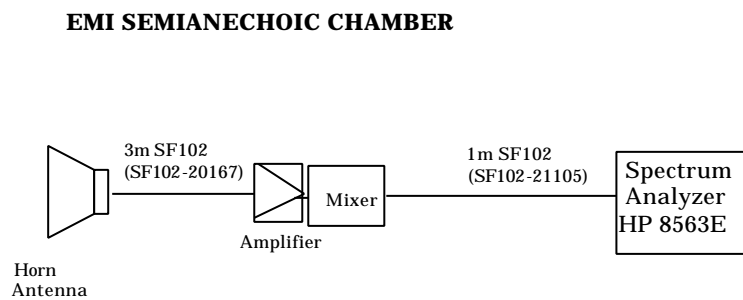 EMI SEMIANECHOIC CHAMBER
3m SF102
(SF102-20167)
1m SF102
(SF102-21105)
Spectrum
Analyzer
HP 8563E
Mixer
Amplifier
Horn
Antenna